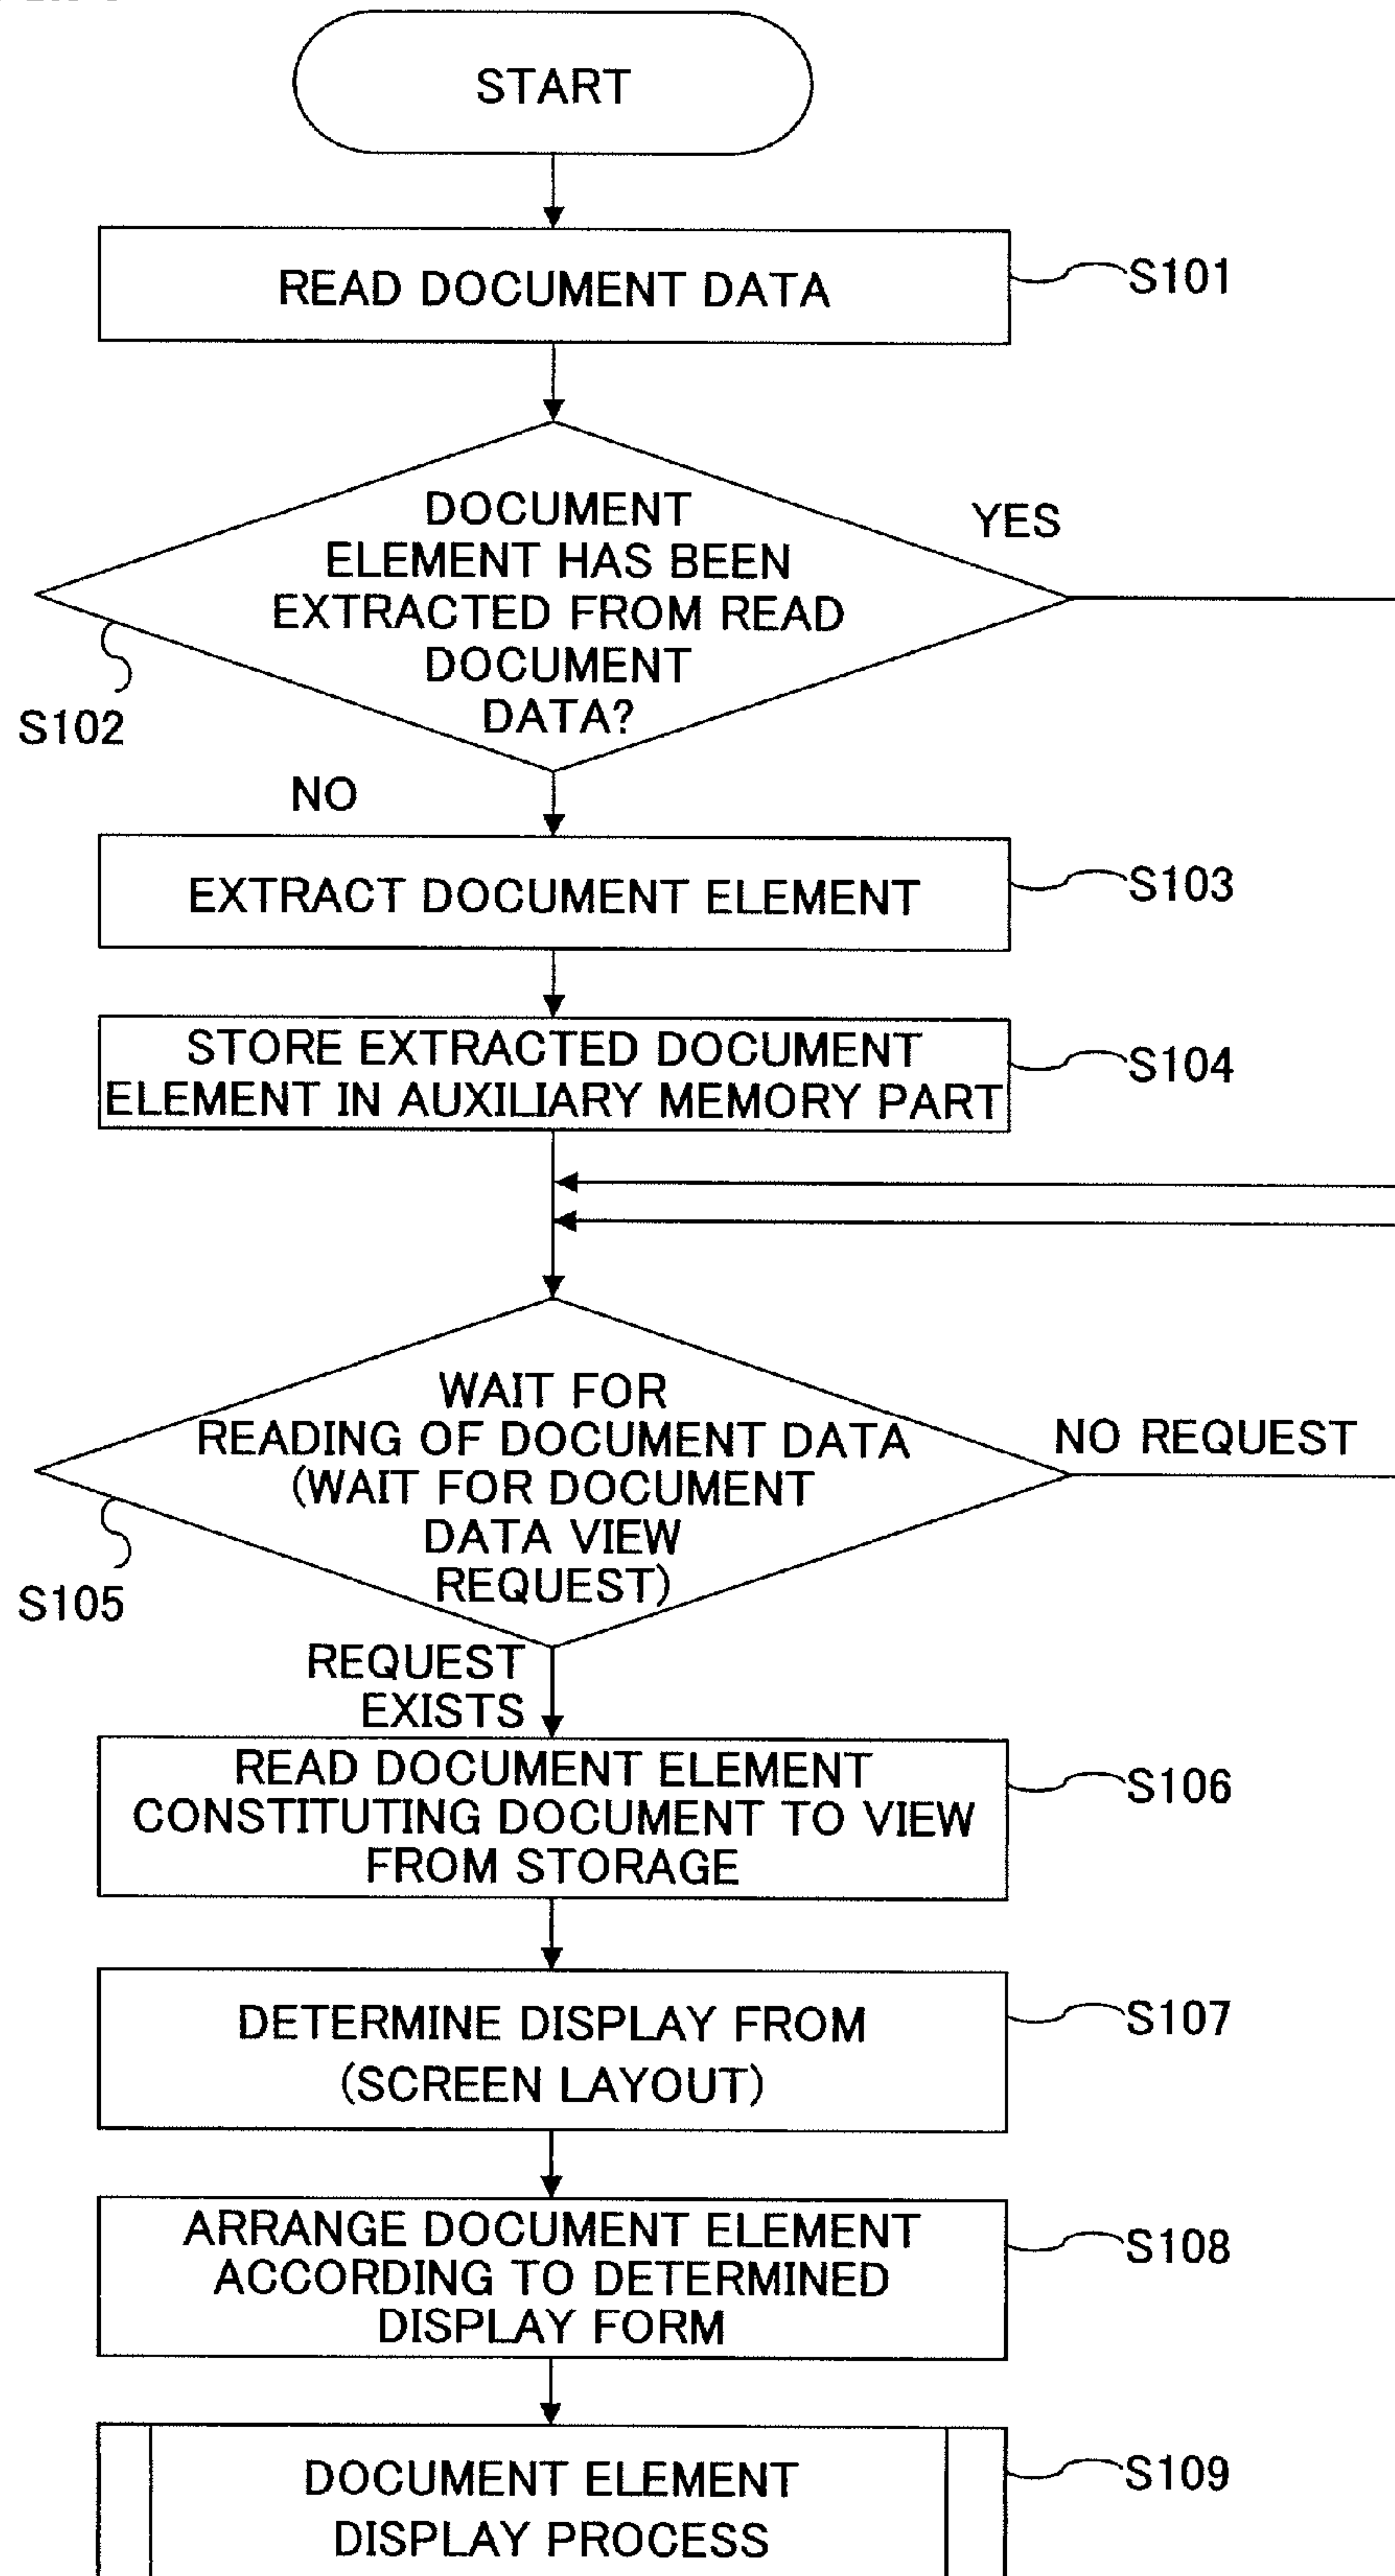 START
READ DOCUMENT DATA
S101
DOCUMENT
ELEMENT HAS BEEN
EXTRACTED FROM READ
DOCUMENT
DATA?
YES
S102
NO
EXTRACT DOCUMENT ELEMENT
S103
STORE EXTRACTED DOCUMENT
ELEMENT IN AUXILIARY MEMORY PART
S104
WAIT FOR
READING OF DOCUMENT DATA
(WAIT FOR DOCUMENT
DATA VIEW
REQUEST)
NO REQUEST
S105
REQUEST
EXISTS
READ DOCUMENT ELEMENT
CONSTITUTING DOCUMENT TO VIEW
FROM STORAGE
S106
DETERMINE DISPLAY FROM
(SCREEN LAYOUT)
S107
ARRANGE DOCUMENT ELEMENT
ACCORDING TO DETERMINED
DISPLAY FORM
S108
DOCUMENT ELEMENT
DISPLAY PROCESS
S109